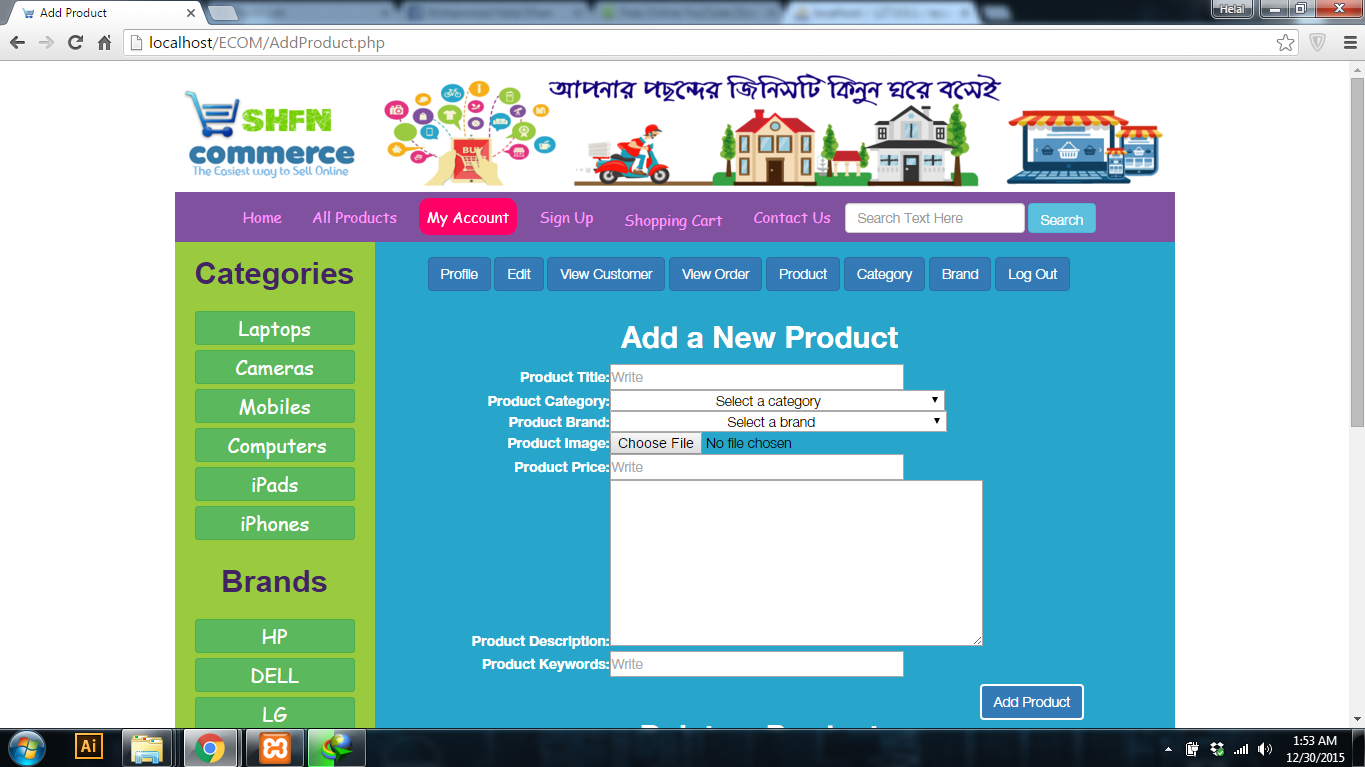 Add Product
Helal
localhost/ECOM/AddProduct.php
আপনার পছন্দের জিনিসটি কিনুন ঘরে বসেই
SHFN
commerce
The Easiest way to Sell Online
BUY
Home All Products My Account Sign Up Shopping Cart Contact Us Search Text Here Search
Categories
Laptops
Cameras
Mobiles
Computers
iPads
iPhones
Brands
HP
DELL
LG
Profile Edit View Customer View Order Product Category Brand Log Out
Add a New Product
Product Title: Write
Product Category: Select a category
Product Brand: Select a brand
Product Image: Choose File No file chosen
Product Price: Write
Product Description:
Product Keywords: Write
Add Product
Ai
1:53 AM
12/30/2015